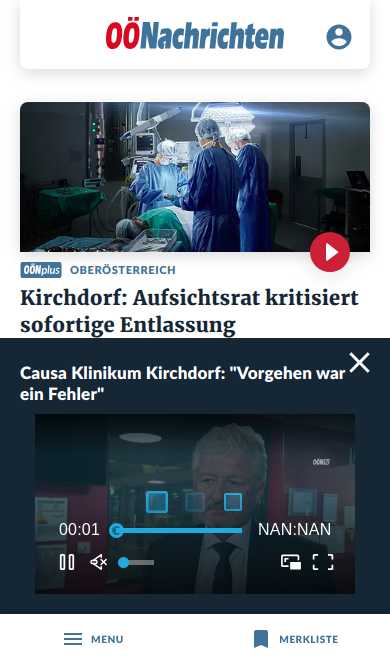 OÖNachrichten
OÖNplus OBERÖSTERREICH
Kirchdorf: Aufsichtsrat kritisiert
sofortige Entlassung
Causa Klinikum Kirchdorf: "Vorgehen war
ein Fehler"
OÖN TV
00:01 NAN:NAN
MENU MERKLISTE